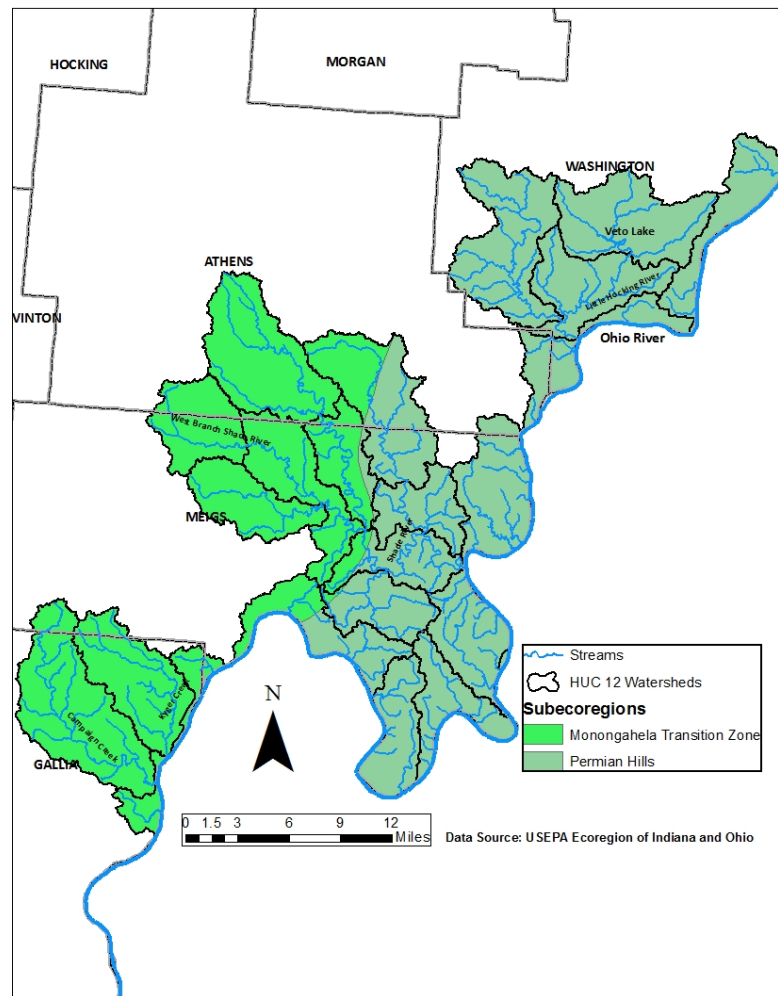 HOCKING
MORGAN
WASHINGTON
Veto Lake
ATHENS
Little Hocking River
VINTON
Ohio River
West Branch Shade River
MEIGS
Shade River
Streams
HUC 12 Watersheds
Subecoregions
Monongahela Transition Zone
Permian Hills
Kyger Creek
N
Campaign Creek
GALLIA
0 1.5 3 6 9 12
Miles
Data Source: USEPA Ecoregion of Indiana and Ohio